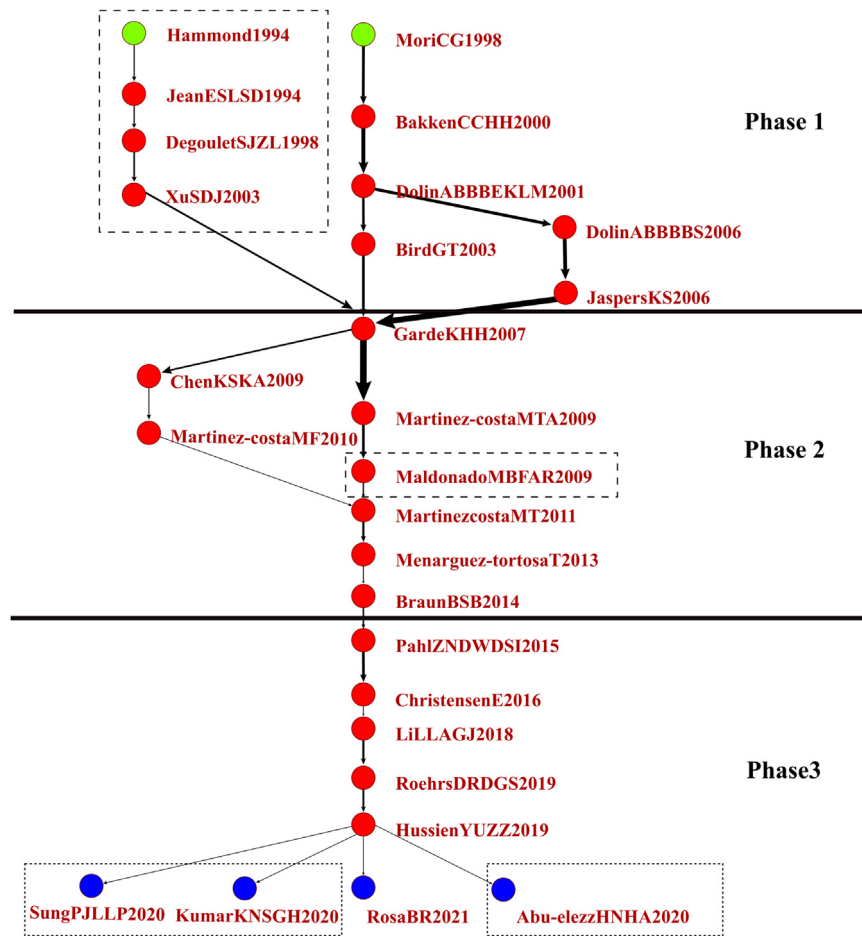 Hammond1994
MoriCG1998
JeanESLSD1994
BakkenCCHH2000
Phase 1
DegouletSJZL1998
XuSDJ2003
DolinABBBEKLM2001
DolinABBBBS2006
BirdGT2003
JaspersKS2006
GardeKHH2007
ChenKSKA2009
Martinez-costaMTA2009
Martinez-costaMF2010
Phase 2
MaldonadoMBFAR2009
MartinezcostaMT2011
Menarguez-tortosaT2013
BraunBSB2014
PahlZNDWDSI2015
ChristensenE2016
LiLLAGJ2018
Phase3
RoehrsDRDGS2019
HussienYUZZ2019
SungPJLLP2020
KumarKNSGH2020
RosaBR2021
Abu-elezzHNHA2020